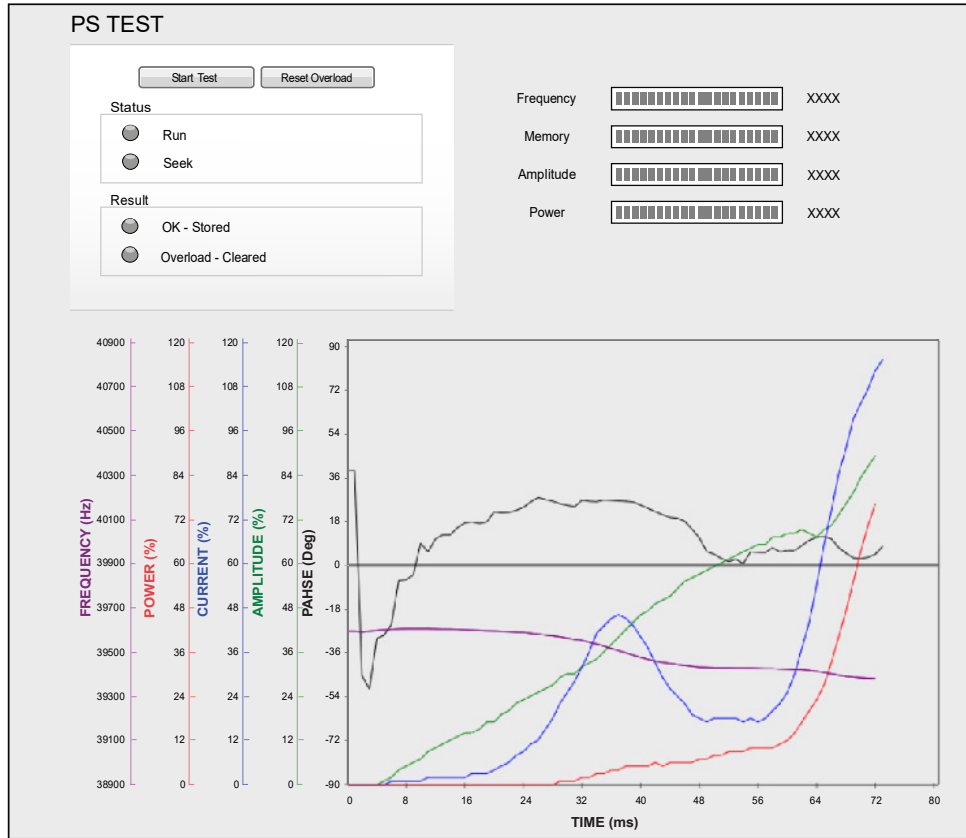 PS TEST
Start Test
Reset Overload
Status
Run
Seek
Result
OK - Stored
Overload - Cleared
Frequency XXXX
Memory XXXX
Amplitude XXXX
Power XXXX
FREQUENCY (Hz)
40900
40700
40500
40300
40100
39900
39700
39500
39300
39100
38900
POWER (%)
120
108
96
84
72
60
48
36
24
12
0
CURRENT (%)
120
108
96
84
72
60
48
36
24
12
0
AMPLITUDE (%)
120
108
96
84
72
60
48
36
24
12
0
PAHSE (Deg)
90
72
54
36
18
0
-18
-36
-54
-72
-90
0 8 16 24 32 40 48 56 64 72 80
TIME (ms)